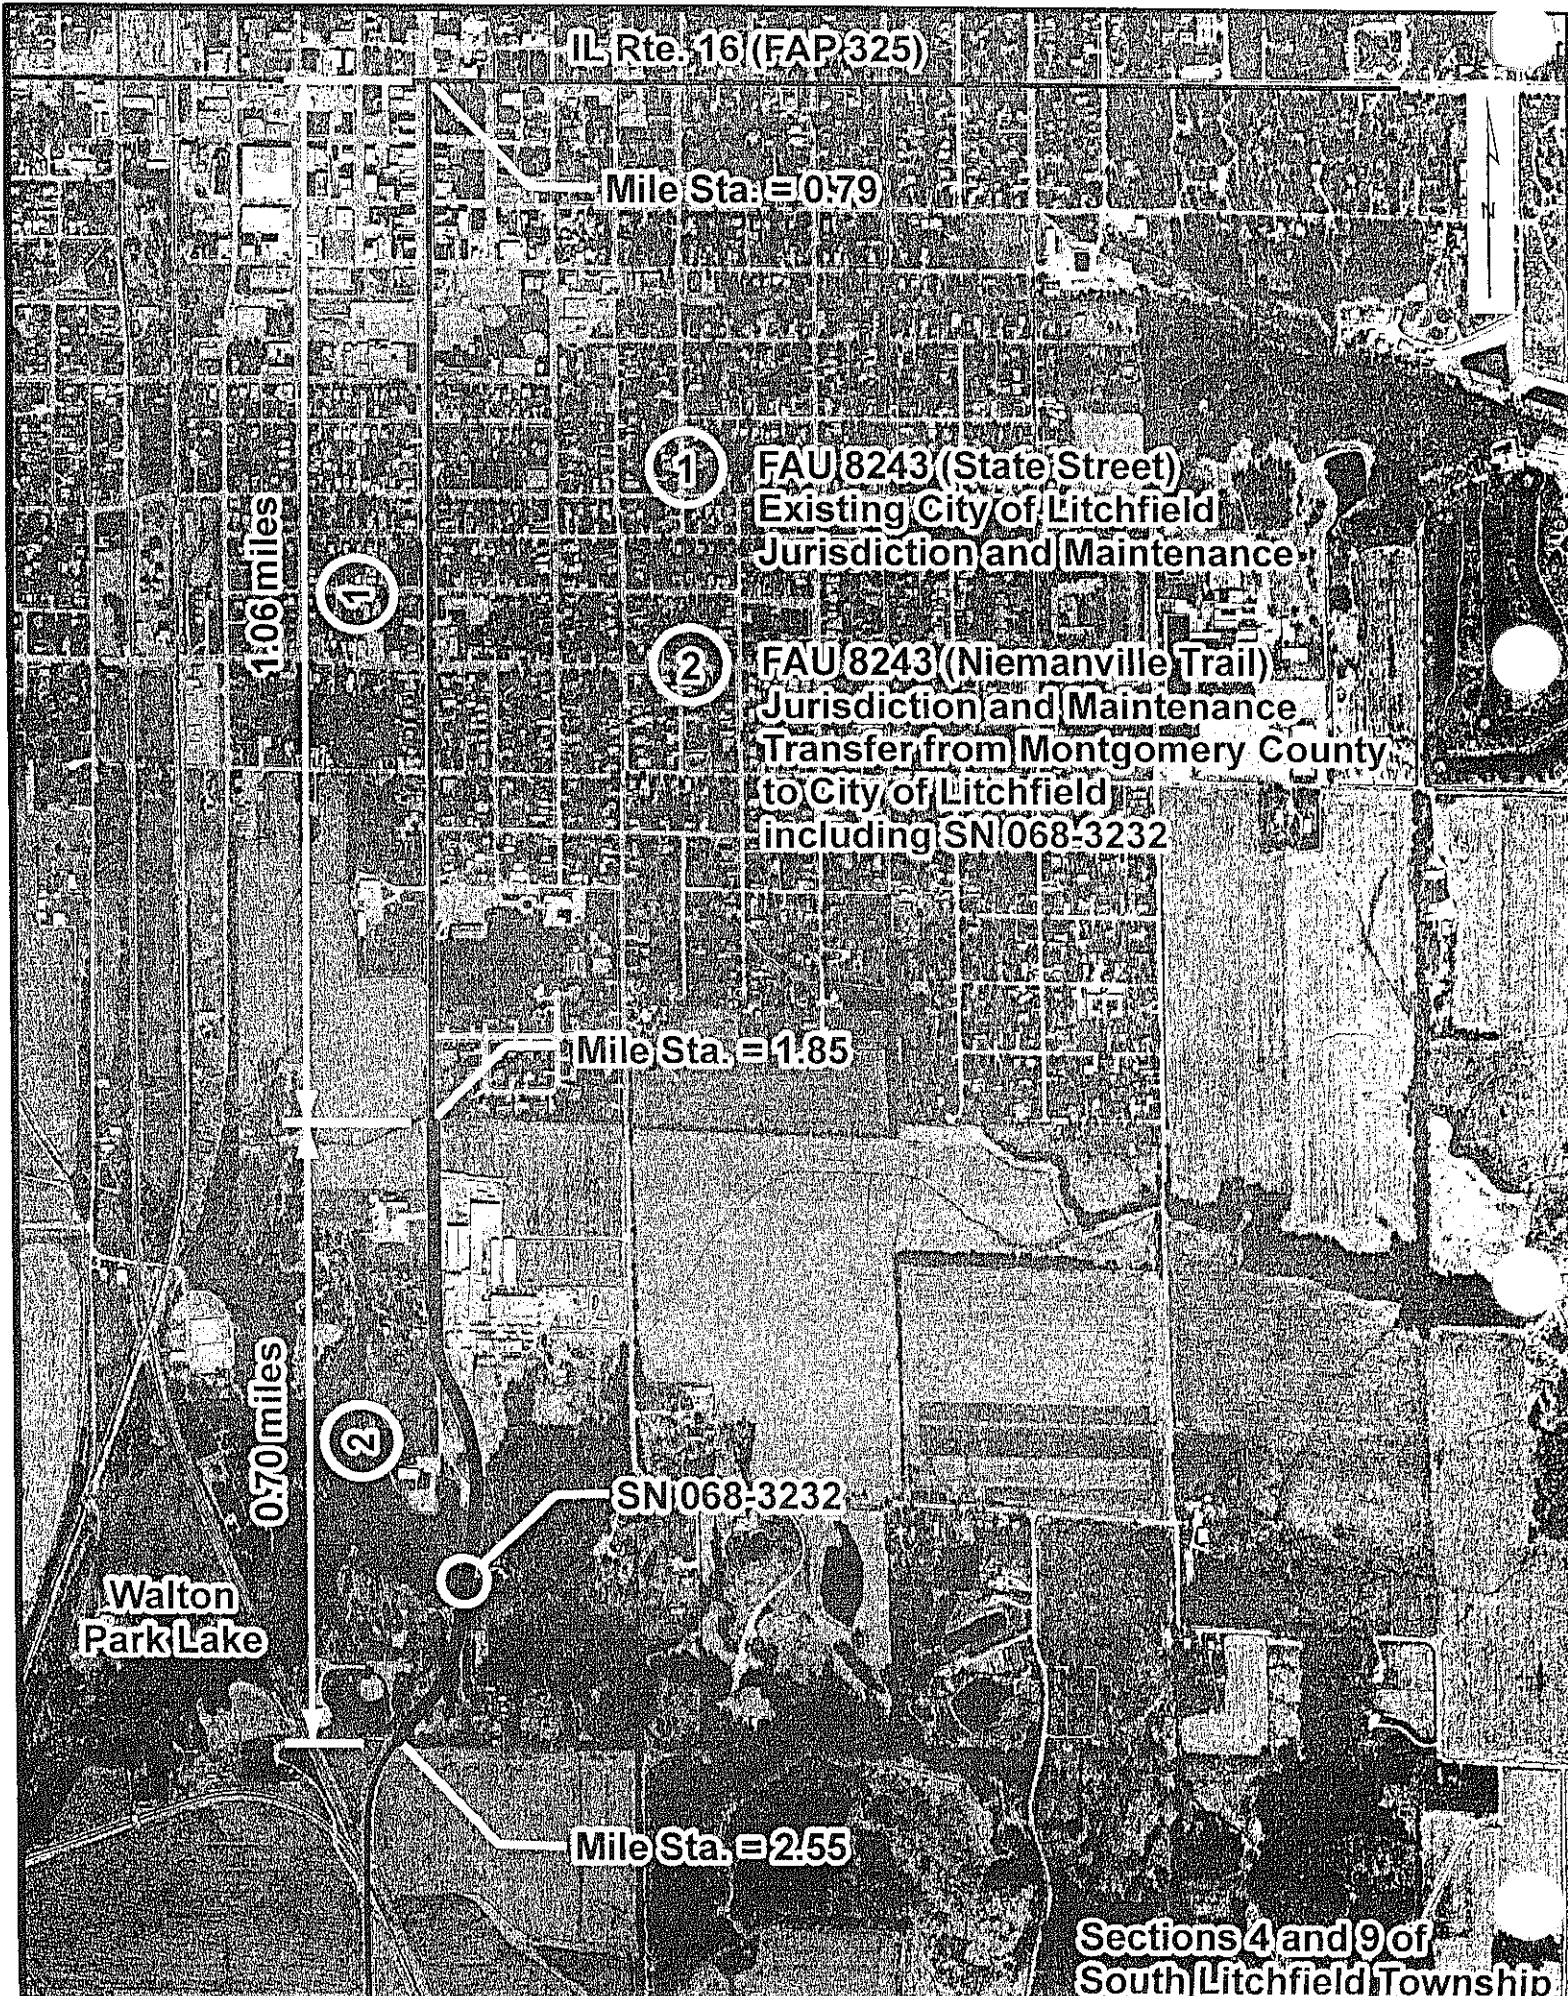 IL Rte. 16 (FAP 325)
N
Mile Sta. = 0.79
1
FAU 8243 (State Street)
Existing City of Litchfield
Jurisdiction and Maintenance
1.06 miles
1
2
FAU 8243 (Niemanville Trail)
Jurisdiction and Maintenance
Transfer from Montgomery County
to City of Litchfield
including SN 068-3232
Mile Sta. = 1.85
0.70 miles
2
SN 068-3232
Walton
Park Lake
Mile Sta. = 2.55
Sections 4 and 9 of
South Litchfield Township